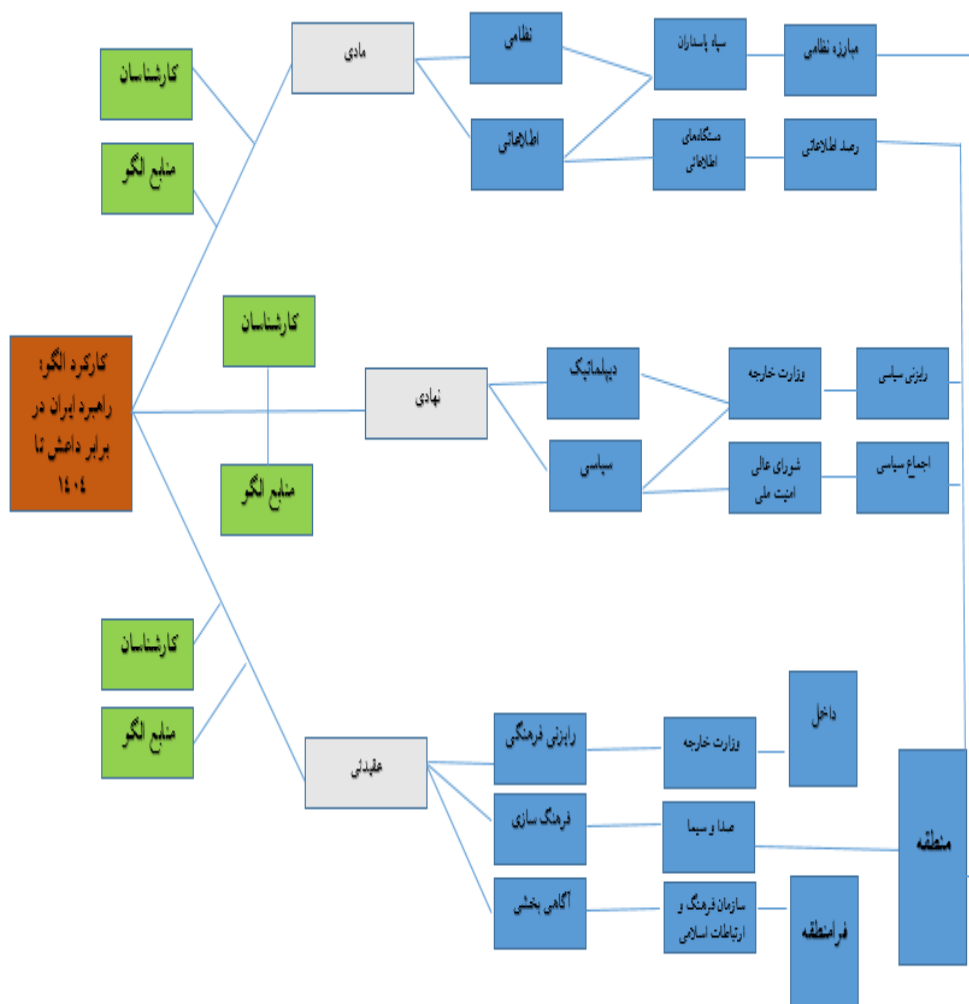 کارکرد الگو:
راهبرد ایران در
برابر داعش تا
۱٤۰٤
کارشناسان
منابع الگو
مادی
نظامی
اطلاعاتی
سپاه پاسداران
دستگاه‌های
اطلاعاتی
مبارزه نظامی
رصد اطلاعاتی
کارشناسان
منابع الگو
نهادی
دیپلماتیک
سیاسی
وزارت خارجه
شورای عالی
امنیت ملی
رایزنی سیاسی
اجماع سیاسی
کارشناسان
منابع الگو
عقیدتی
رایزنی فرهنگی
فرهنگ سازی
آگاهی بخشی
وزارت خارجه
صدا و سیما
سازمان فرهنگ و
ارتباطات اسلامی
داخل
منطقه
فرامنطقه